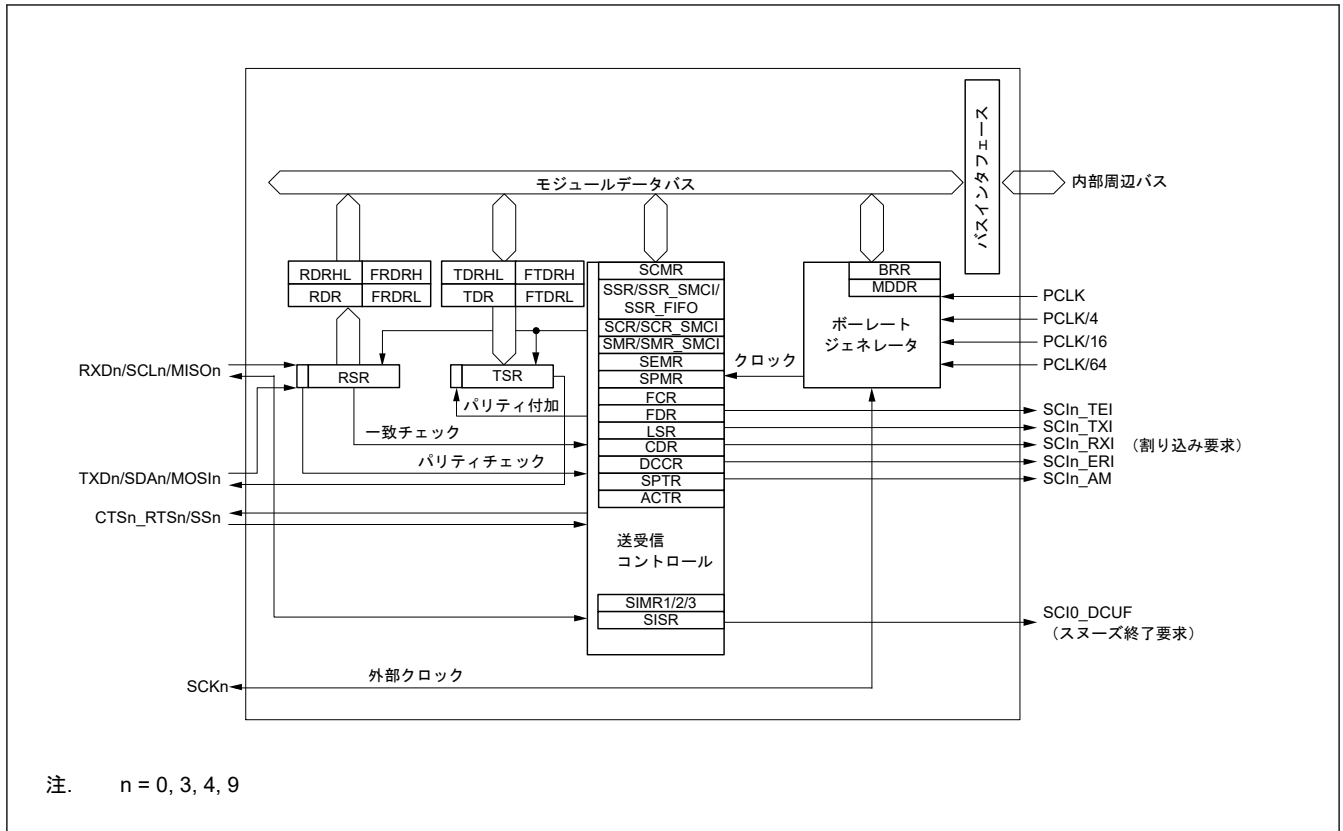 バスインタフェース
モジュールデータバス
内部周辺バス
RDRHL
FRDRH
RDR
FRDRL
TDRHL
FTDRH
TDR
FTDRL
SCMR
SSR/SSR_SMCI/
SSR_FIFO
SCR/SCR_SMCI
SMR/SMR_SMCI
SEMR
SPMR
FCR
FDR
LSR
CDR
DCCR
SPTR
ACTR
送受信
コントロール
SIMR1/2/3
SISR
BRR
MDDR
ボーレート
ジェネレータ
クロック
PCLK
PCLK/4
PCLK/16
PCLK/64
RXDn/SCLn/MISOn
RSR
TSR
パリティ付加
一致チェック
パリティチェック
TXDn/SDAn/MOSIn
CTSn_RTSn/SSn
SCIn_TEI
SCIn_TXI
SCIn_RXI (割り込み要求)
SCIn_ERI
SCIn_AM
SCI0_DCUF
(スヌーズ終了要求)
外部クロック
SCKn
注. n = 0, 3, 4, 9